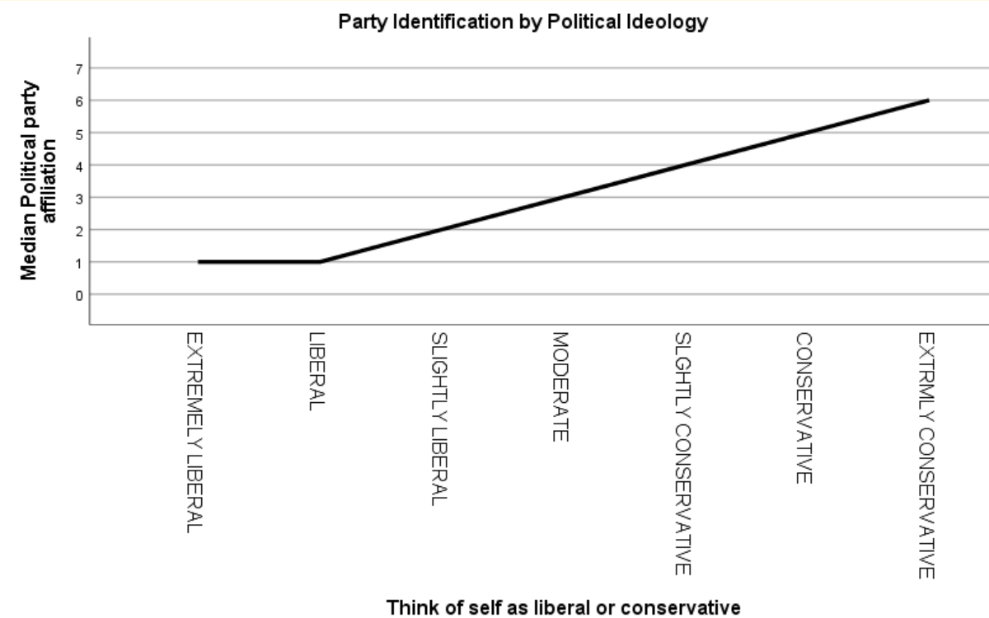 Party Identification by Political Ideology
Median Political party
affiliation
7
6
5
4
3
2
1
0
EXTREMELY LIBERAL
LIBERAL
SLIGHTLY LIBERAL
MODERATE
SLGHTLY CONSERVATIVE
CONSERVATIVE
EXTRMLY CONSERVATIVE
Think of self as liberal or conservative